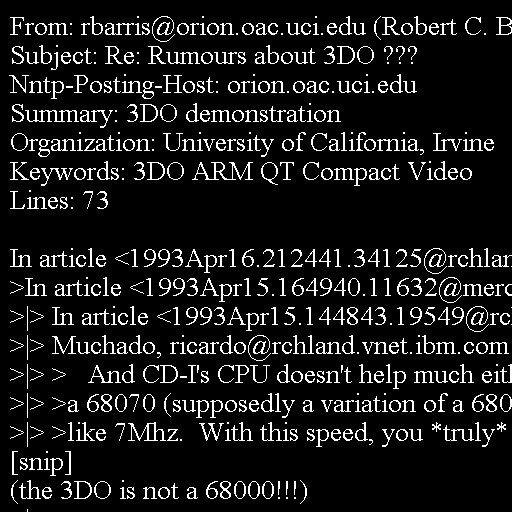 From: rbarris@orion.oac.uci.edu (Robert C. B
Subject: Re: Rumours about 3DO ???
Nntp-Posting-Host: orion.oac.uci.edu
Summary: 3DO demonstration
Organization: University of California, Irvine
Keywords: 3DO ARM QT Compact Video
Lines: 73

In article <1993Apr16.212441.34125@rchlan
>In article <1993Apr15.164940.11632@merc
>|> In article <1993Apr15.144843.19549@rc
>|> Muchado, ricardo@rchland.vnet.ibm.com
>|> >   And CD-I's CPU doesn't help much eit
>|> >a 68070 (supposedly a variation of a 680
>|> >like 7Mhz.  With this speed, you *truly*
[snip]
(the 3DO is not a 68000!!!)